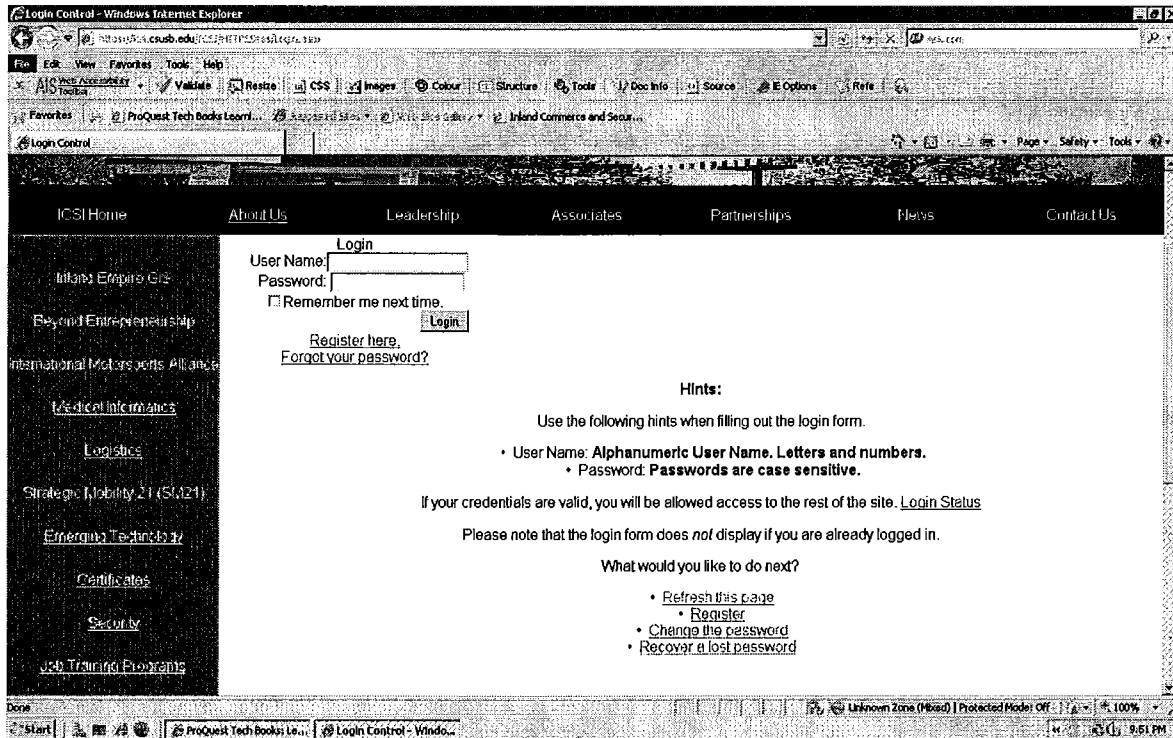 Login Control - Windows Internet Explorer
csusb.edu
File Edit View Favorites Tools Help
AIS Web Accessibility Toolbar Validate Resize CSS Images Colour Structure Tools Doc Info Source IE Options Refs
Favorites ProQuest Tech Books Learni... Inland Commerce and Secur...
Login Control Page Safety Tools
ICSI Home About Us Leadership Associates Partnerships News Contact Us
Inland Empire GIS
Beyond Entrepreneurship
International Motorsports Alliance
Medical Informatics
Logistics
Strategic Mobility 21 (SM21)
Emerging Technology
Certificates
Security
Job Training Programs
Login
User Name:
Password:
Remember me next time.
Login
Register here.
Forgot your password?
Hints:
Use the following hints when filling out the login form.
• User Name: Alphanumeric User Name. Letters and numbers.
• Password: Passwords are case sensitive.
If your credentials are valid, you will be allowed access to the rest of the site. Login Status
Please note that the login form does not display if you are already logged in.
What would you like to do next?
• Refresh this page
• Register
• Change the password
• Recover a lost password
Done Unknown Zone (Mixed) | Protected Mode: Off 100%
Start ProQuest Tech Books: Le... Login Control - Windo... 9:51 PM